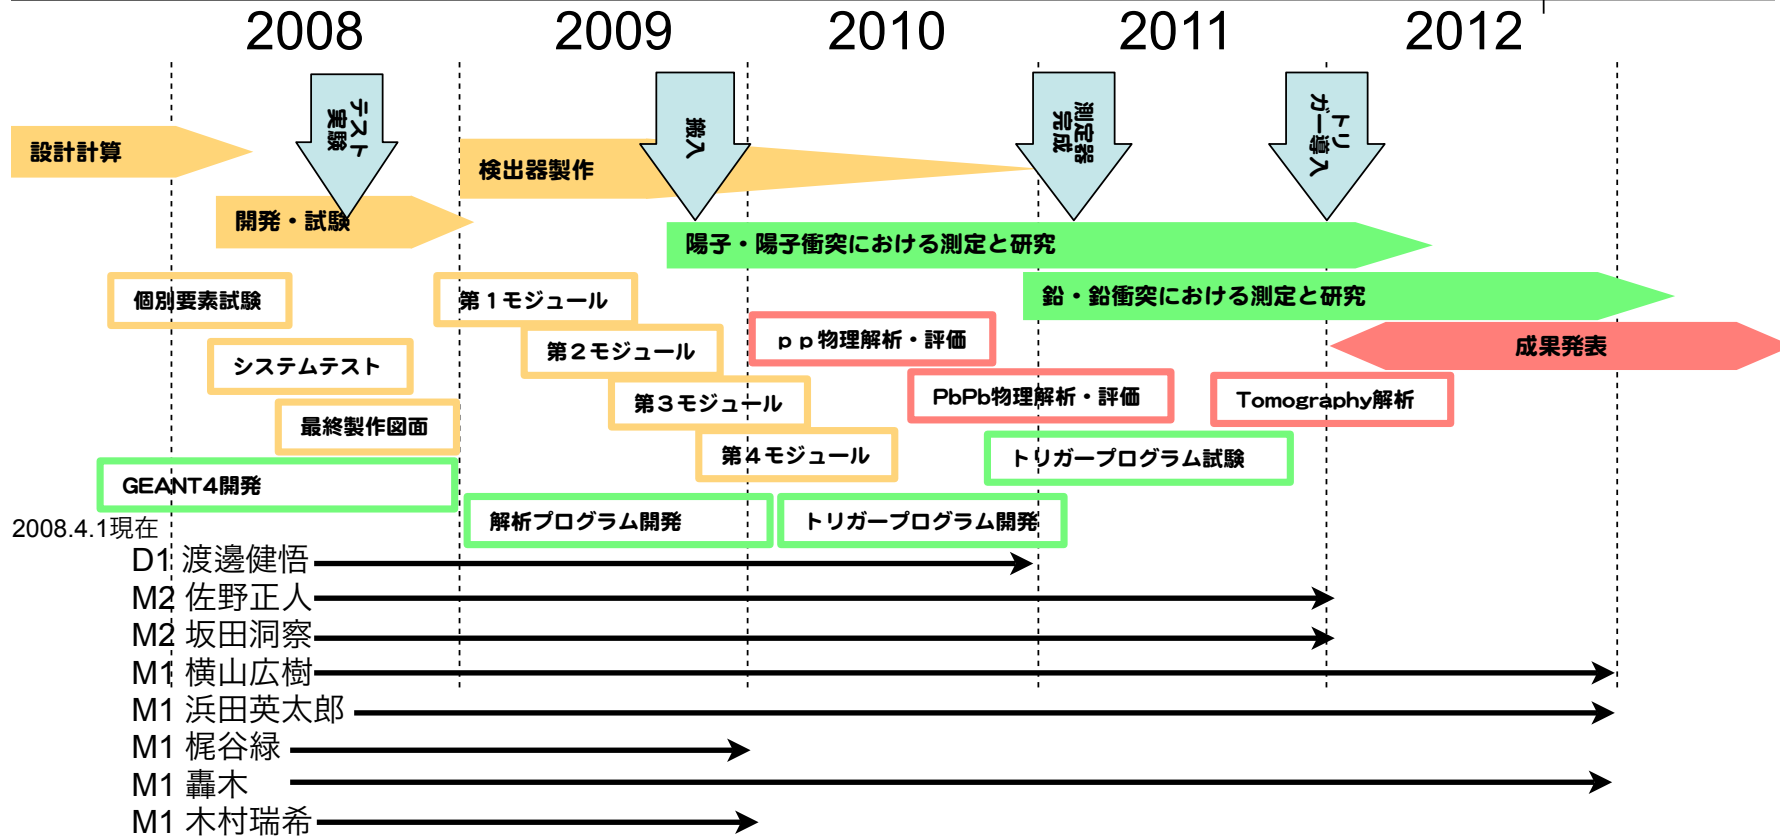 2008 2009 2010 2011 2012
テスト
実験
搬入
測定器
完成
トリ
ガー導入
設計計算
検出器製作
開発・試験
陽子・陽子衝突における測定と研究
鉛・鉛衝突における測定と研究
個別要素試験
第1モジュール
pp物理解析・評価
成果発表
システムテスト
第2モジュール
PbPb物理解析・評価
Tomography解析
最終製作図面
第3モジュール
第4モジュール
トリガープログラム試験
GEANT4開発
解析プログラム開発
トリガープログラム開発
2008.4.1現在
D1 渡邊健悟
M2 佐野正人
M2 坂田洞察
M1 横山広樹
M1 浜田英太郎
M1 梶谷緑
M1 轟木
M1 木村瑞希